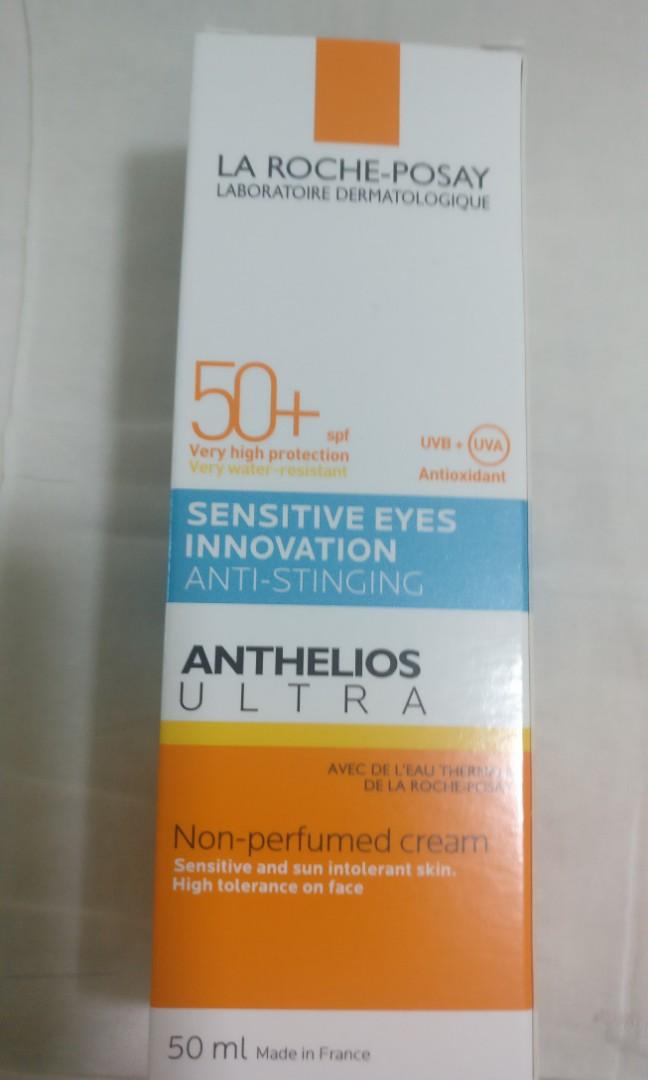 LA ROCHE-POSAY
LABORATOIRE DERMATOLOGIQUE
50+ spf
Very high protection
Very water-resistant
UVB + UVA
Antioxidant
SENSITIVE EYES
INNOVATION
ANTI-STINGING
ANTHELIOS
ULTRA
AVEC DE L'EAU THERMALE
DE LA ROCHE-POSAY
Non-perfumed cream
Sensitive and sun intolerant skin.
High tolerance on face
50 ml Made in France